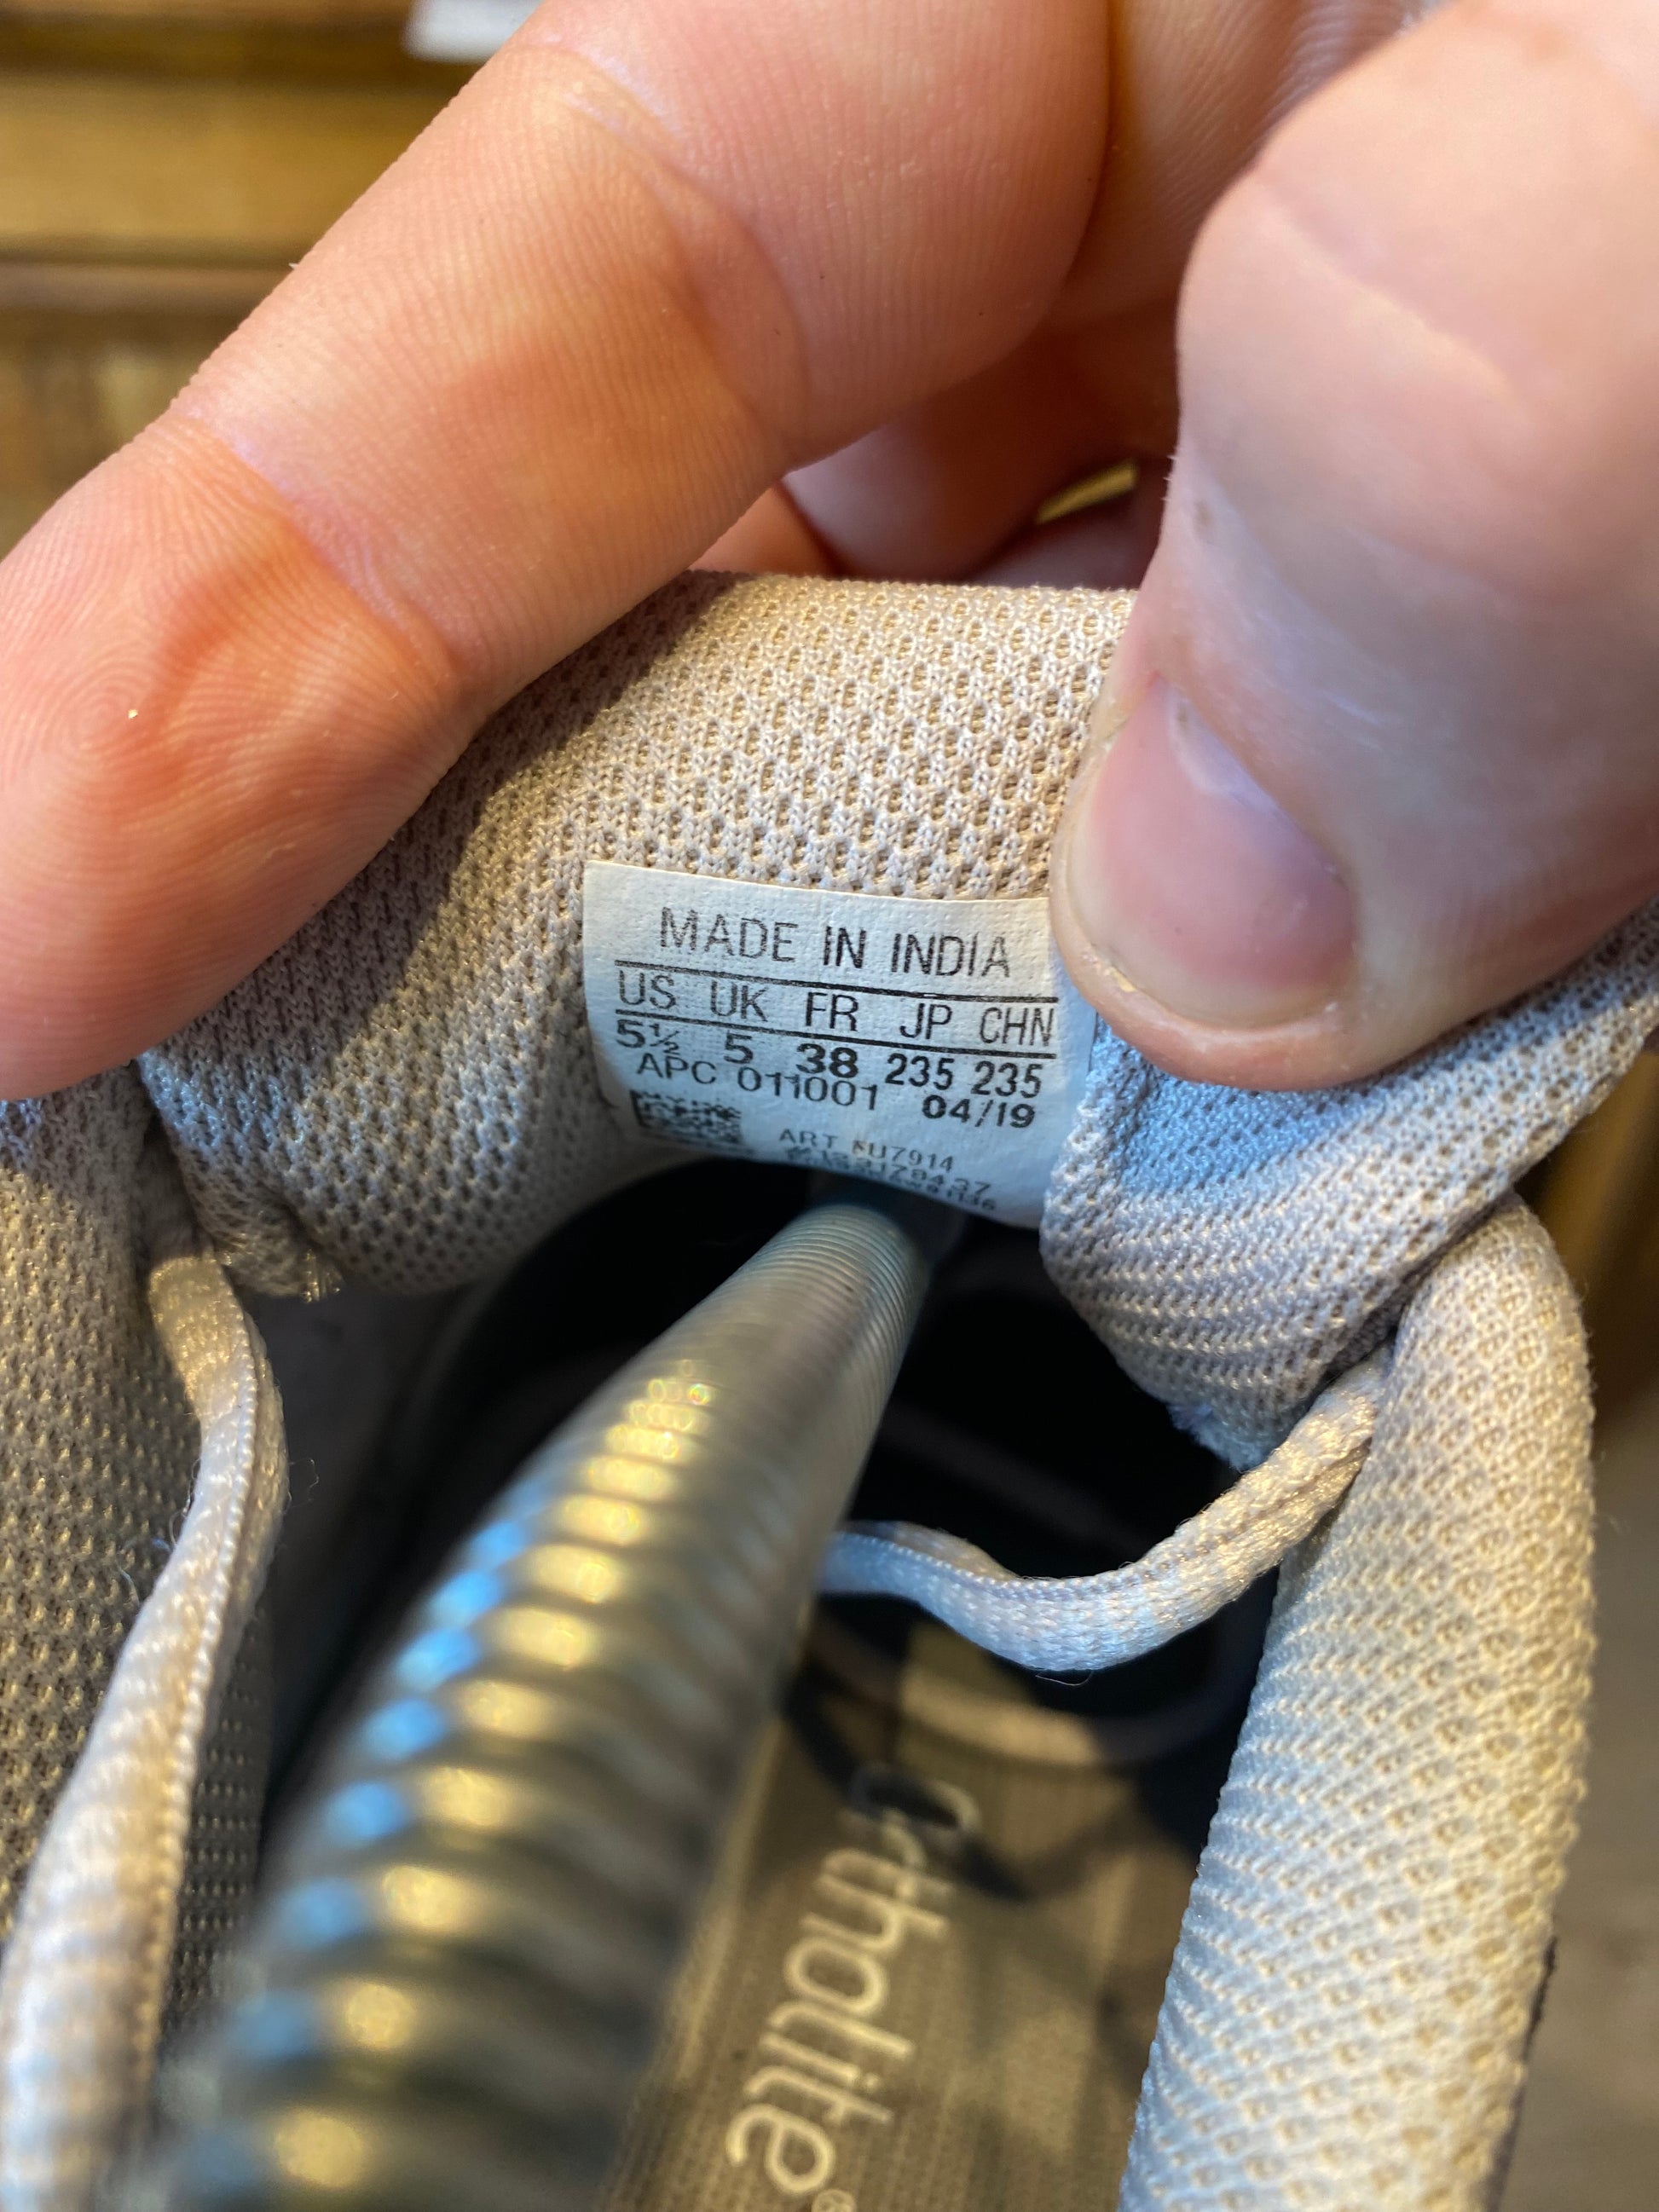 MADE IN INDIA
US UK FR JP CHN
5½ 5 38 235 235
APC 011001 04/19
ART
ortholite®